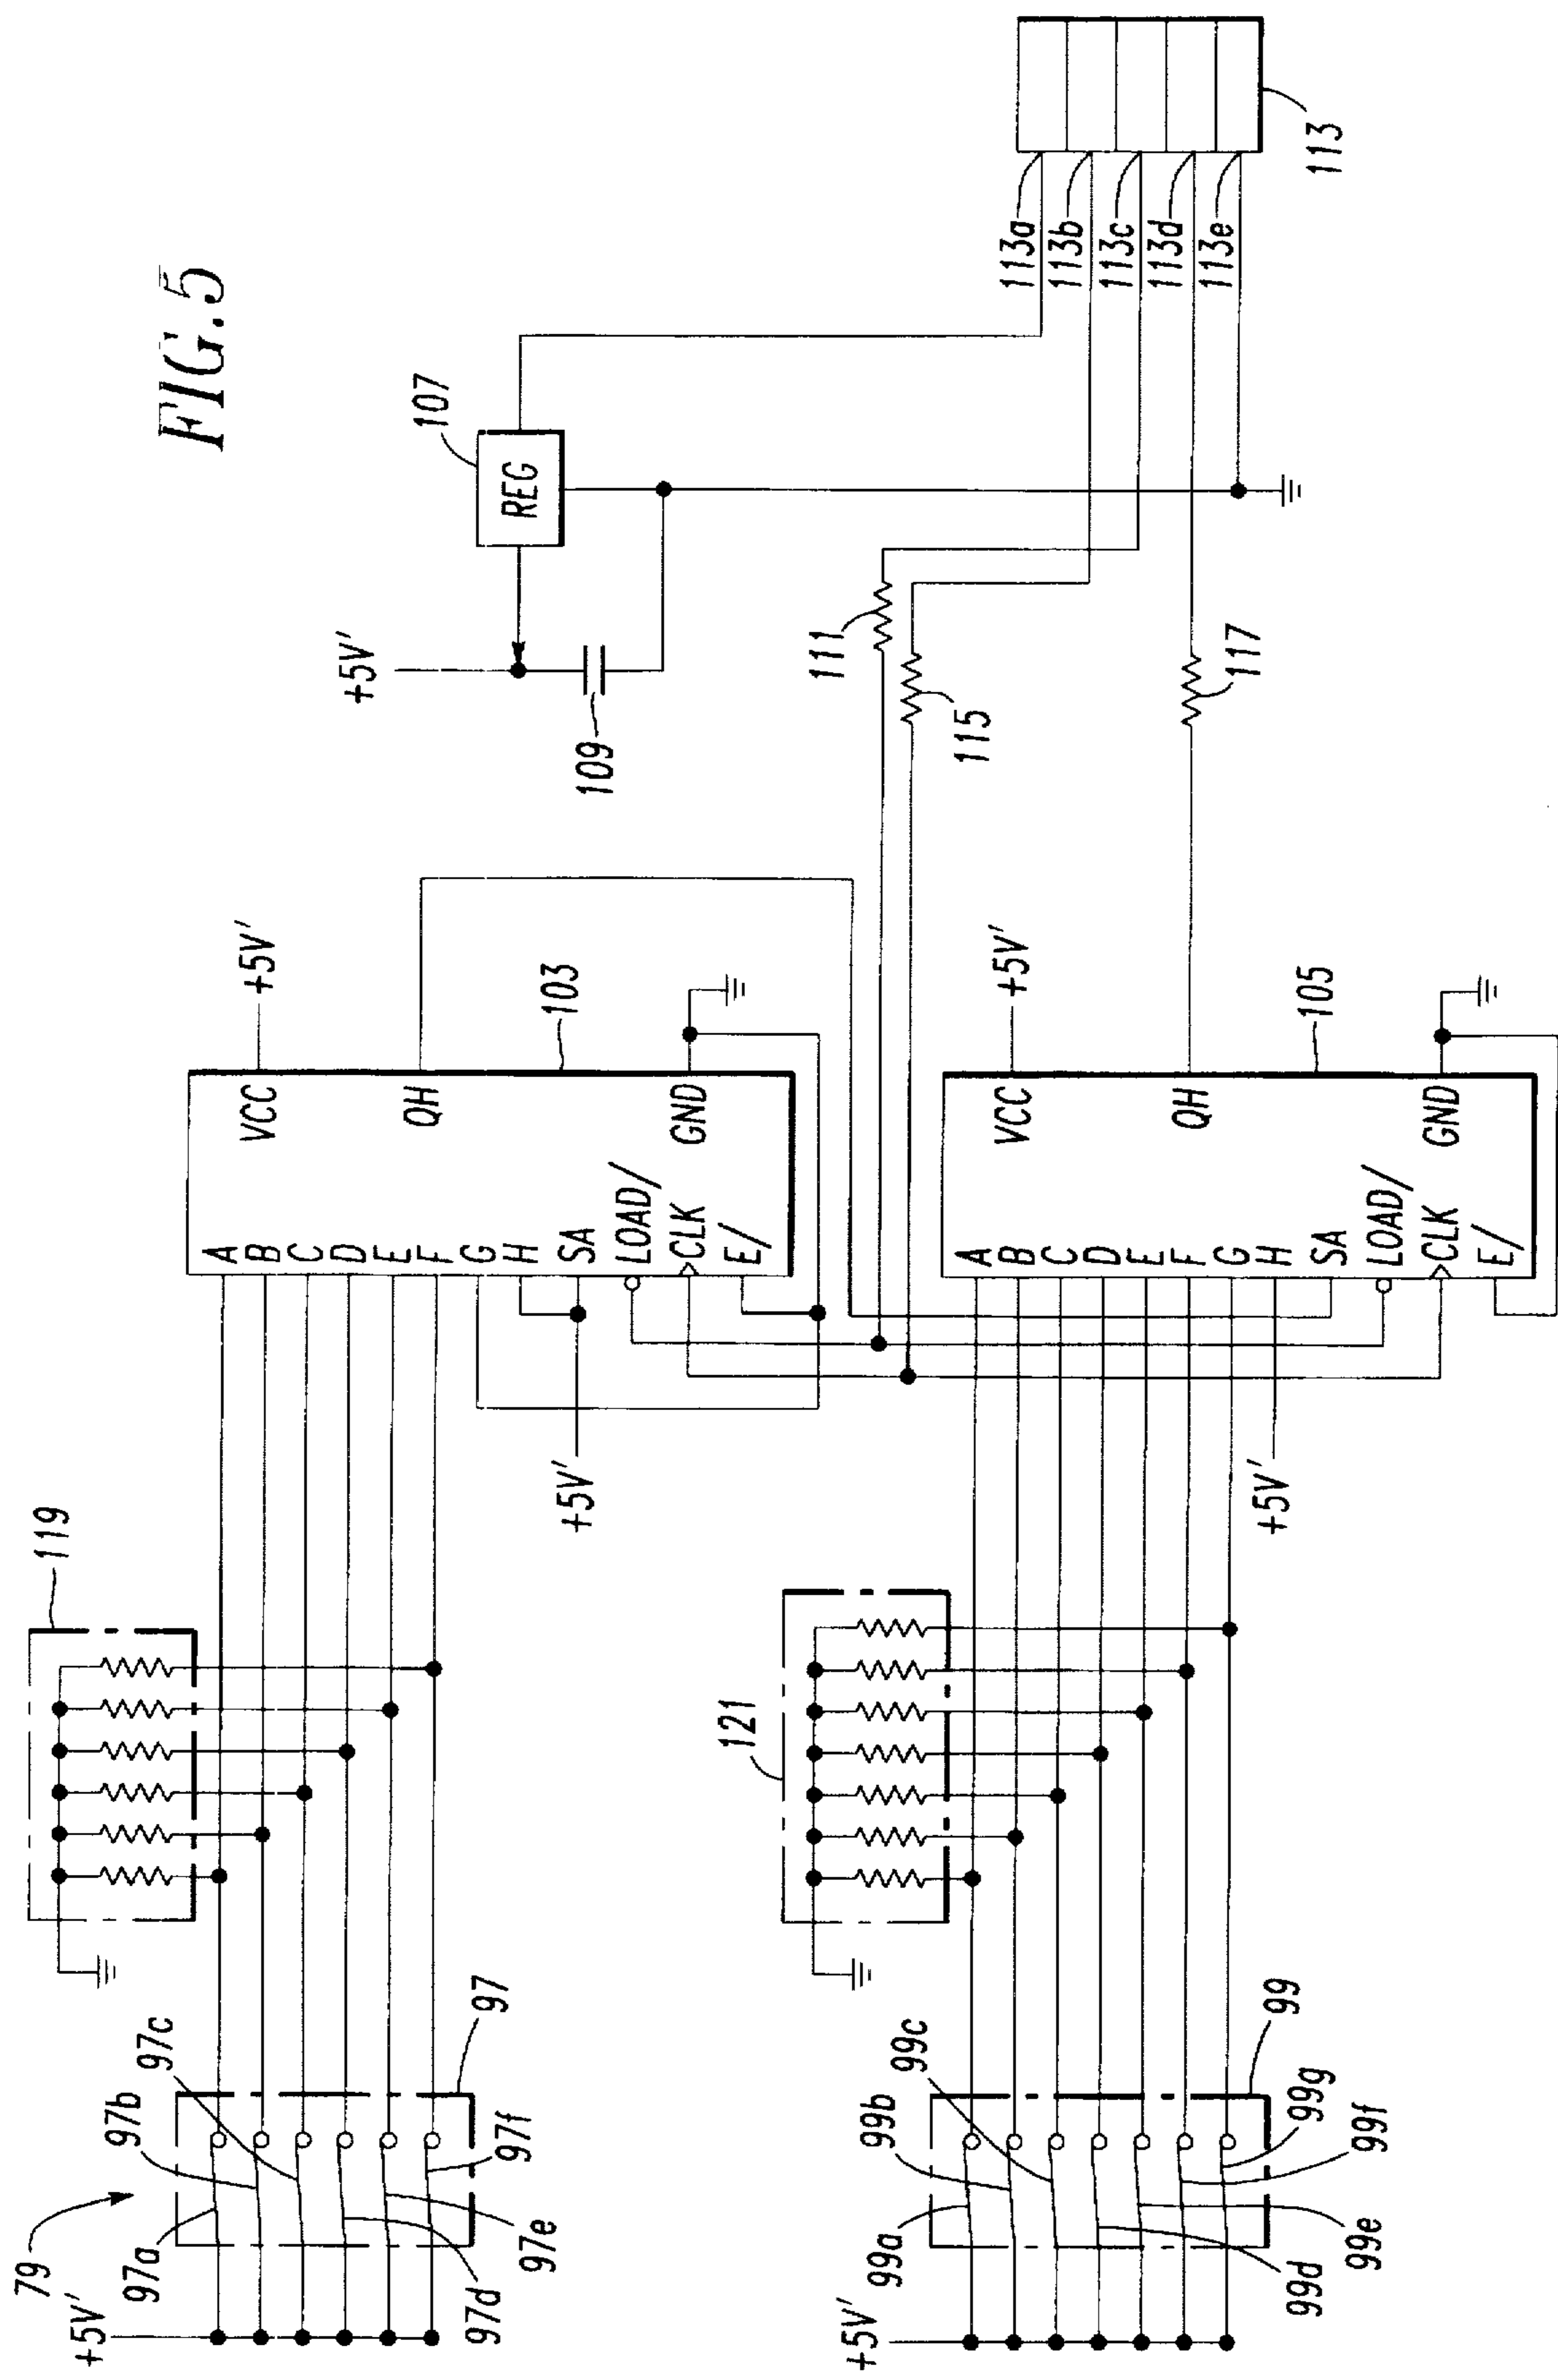 FIG.5
79
+5V'
97a
97b
97c
97d
97e
97f
97
119
A
B
C
D
E
F
G
H
SA
LOAD/
CLK
E/
VCC
QH
GND
+5V'
103
+5V'
+5V'
109
REG
107
111
115
117
113a
113b
113c
113d
113e
113
+5V'
99a
99b
99c
99d
99e
99f
99g
99
121
A
B
C
D
E
F
G
H
SA
LOAD/
CLK
E/
VCC
QH
GND
+5V'
105
+5V'